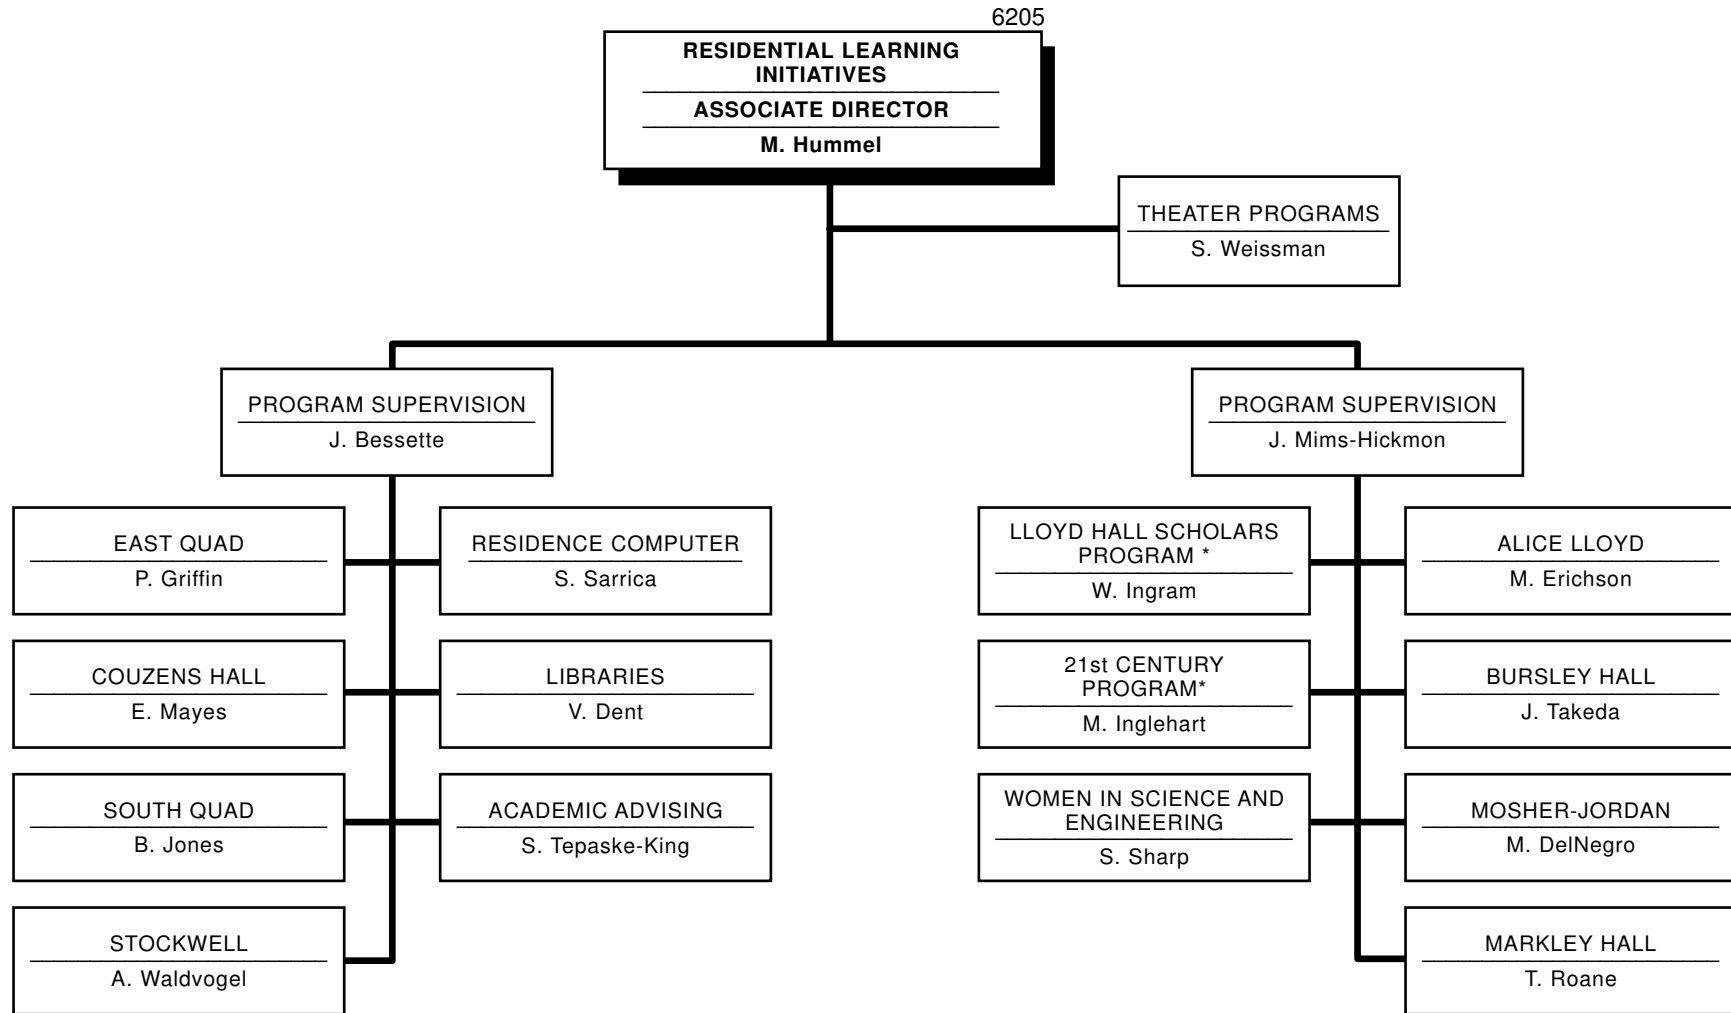 6205
RESIDENTIAL LEARNING
INITIATIVES
ASSOCIATE DIRECTOR
M. Hummel
THEATER PROGRAMS
S. Weissman
PROGRAM SUPERVISION
J. Bessette
EAST QUAD
P. Griffin
RESIDENCE COMPUTER
S. Sarrica
COUZENS HALL
E. Mayes
LIBRARIES
V. Dent
SOUTH QUAD
B. Jones
ACADEMIC ADVISING
S. Tepaske-King
STOCKWELL
A. Waldvogel
PROGRAM SUPERVISION
J. Mims-Hickmon
LLOYD HALL SCHOLARS
PROGRAM *
W. Ingram
ALICE LLOYD
M. Erichson
21st CENTURY
PROGRAM*
M. Inglehart
BURSLEY HALL
J. Takeda
WOMEN IN SCIENCE AND
ENGINEERING
S. Sharp
MOSHER-JORDAN
M. DelNegro
MARKLEY HALL
T. Roane